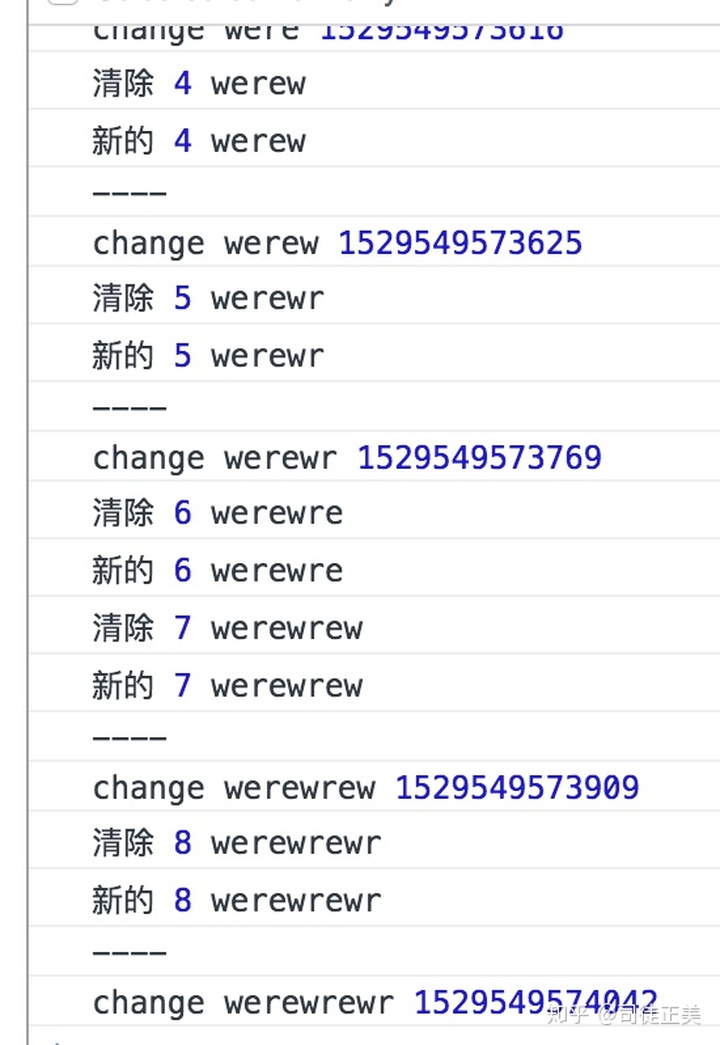 change were 1529549573616
清除 4 werew
新的 4 werew
----
change werew 1529549573625
清除 5 werewr
新的 5 werewr
----
change werewr 1529549573769
清除 6 werewre
新的 6 werewre
清除 7 werewrew
新的 7 werewrew
----
change werewrew 1529549573909
清除 8 werewrewr
新的 8 werewrewr
----
change werewrewr 1529549574042
知乎 @司徒正美